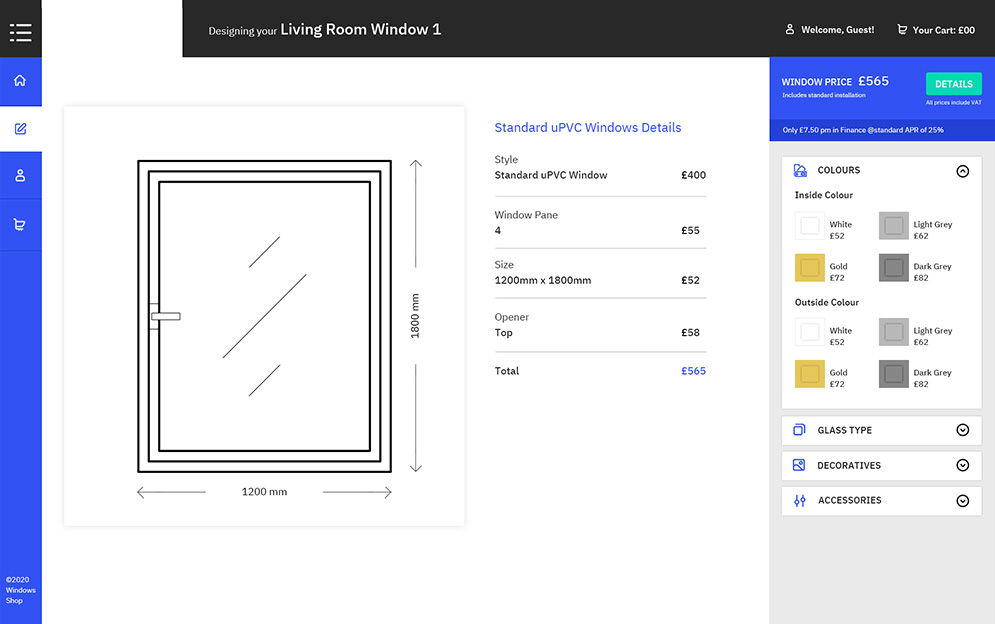 Designing your Living Room Window 1
Welcome, Guest!
Your Cart: £00
WINDOW PRICE £565
Includes standard installation
DETAILS
All prices include VAT
Only £7.50 pm in Finance @standard APR of 25%
1800 mm
1200 mm
Standard uPVC Windows Details
Style
Standard uPVC Window £400
Window Pane
4 £55
Size
1200mm x 1800mm £52
Opener
Top £58
Total £565
COLOURS
Inside Colour
White
£52
Light Grey
£62
Gold
£72
Dark Grey
£82
Outside Colour
White
£52
Light Grey
£62
Gold
£72
Dark Grey
£82
GLASS TYPE
DECORATIVES
ACCESSORIES
©2020
Windows
Shop